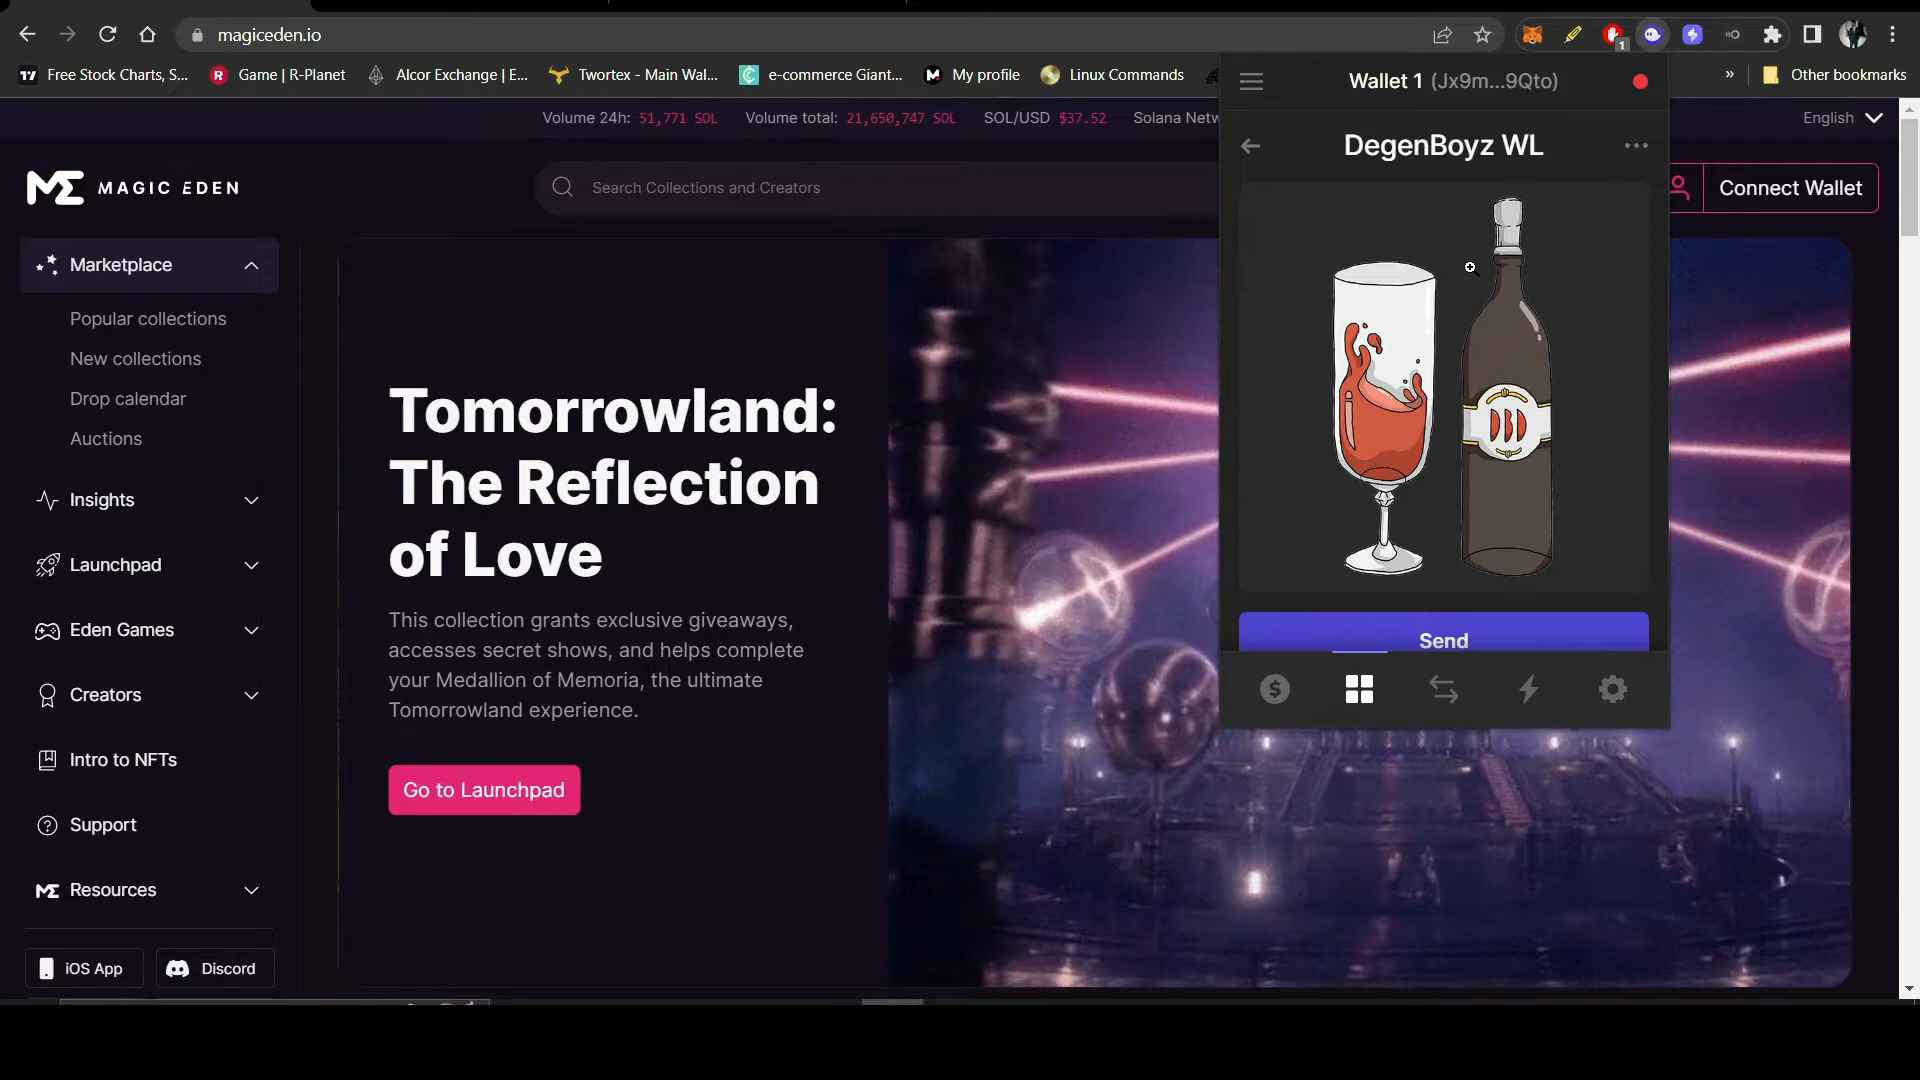 magiceden.io
1
Free Stock Charts, S...
Game | R-Planet
Alcor Exchange | E...
Twortex - Main Wal...
e-commerce Giant...
My profile
Linux Commands
»
Other bookmarks
Wallet 1 (Jx9m...9Qto)
Volume 24h: 51,771 SOL
Volume total: 21,650,747 SOL
SOL/USD $37.52
Solana Netw
English
DegenBoyz WL
MAGIC EDEN
Search Collections and Creators
Connect Wallet
Marketplace
Popular collections
New collections
Drop calendar
Auctions
Insights
Launchpad
Eden Games
Creators
Intro to NFTs
Support
Resources
iOS App
Discord
Tomorrowland:
The Reflection
of Love
This collection grants exclusive giveaways,
accesses secret shows, and helps complete
your Medallion of Memoria, the ultimate
Tomorrowland experience.
Go to Launchpad
DBD
Send